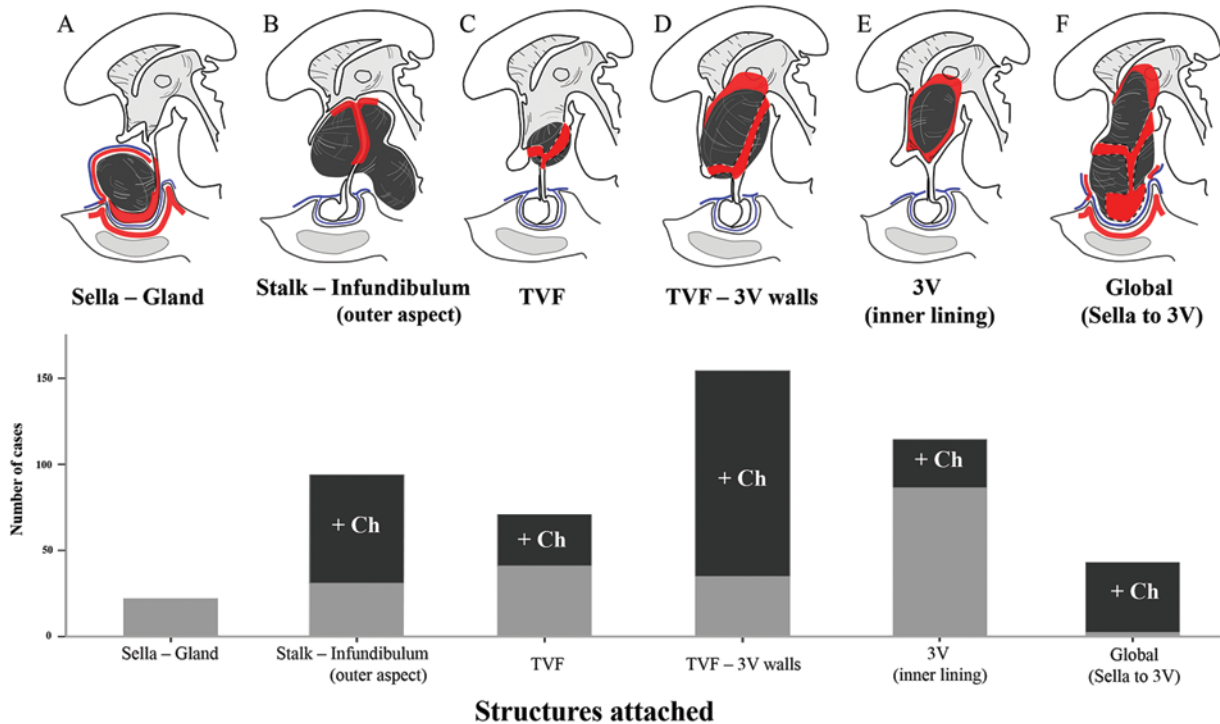 A B C D E F
Sella – Gland
Stalk – Infundibulum
(outer aspect)
TVF
TVF – 3V walls
3V
(inner lining)
Global
(Sella to 3V)
Number of cases
150
100
50
0
+ Ch
+ Ch
+ Ch
+ Ch
+ Ch
Sella – Gland
Stalk – Infundibulum
(outer aspect)
TVF
TVF – 3V walls
3V
(inner lining)
Global
(Sella to 3V)
Structures attached